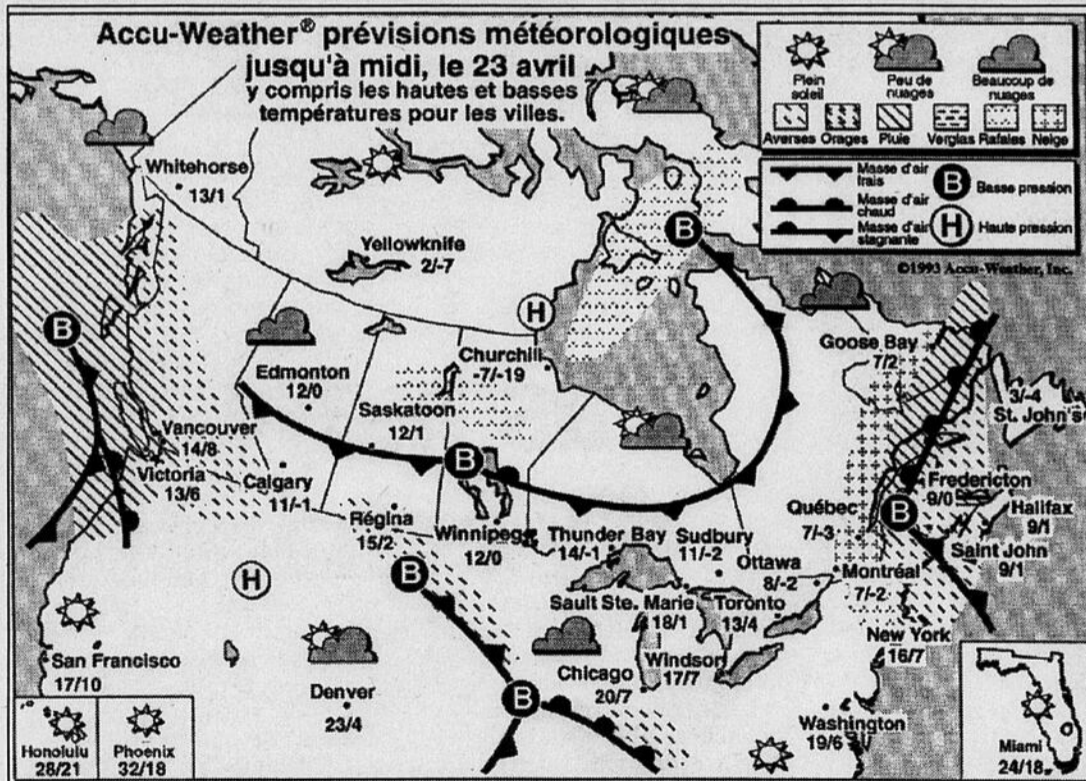 Accu-Weather® prévisions météorologiques
jusqu'à midi, le 23 avril
y compris les hautes et basses
températures pour les villes.
Plein
soleil
Peu de
nuages
Beaucoup de
nuages
Averses Orages Pluie Verglas Rafales Neige
Masse d'air
frais
Masse d'air
chaud
Masse d'air
stagnante
B Basse pression
H Haute pression
©1993 Accu-Weather, Inc.
Whitehorse
13/1
Yellowknife
2/-7
B
H
B
Churchill
-7/-19
Goose Bay
7/2
Edmonton
12/0
Saskatoon
12/1
3/-4
St. John's
Vancouver
14/8
Victoria
13/6
Calgary
11/-1
B
Fredericton
9/0
Halifax
9/1
Québec
7/-3
B
Saint John
9/1
Régina
15/2
Winnipeg
12/0
Thunder Bay
14/-1
Sudbury
11/-2
Ottawa
8/-2
Montréal
7/-2
H
B
Sault Ste. Marie
18/1
Toronto
13/4
New York
16/7
San Francisco
17/10
Denver
23/4
Chicago
20/7
Windsor
17/7
B
Washington
19/6
Honolulu
28/21
Phoenix
32/18
Miami
24/18